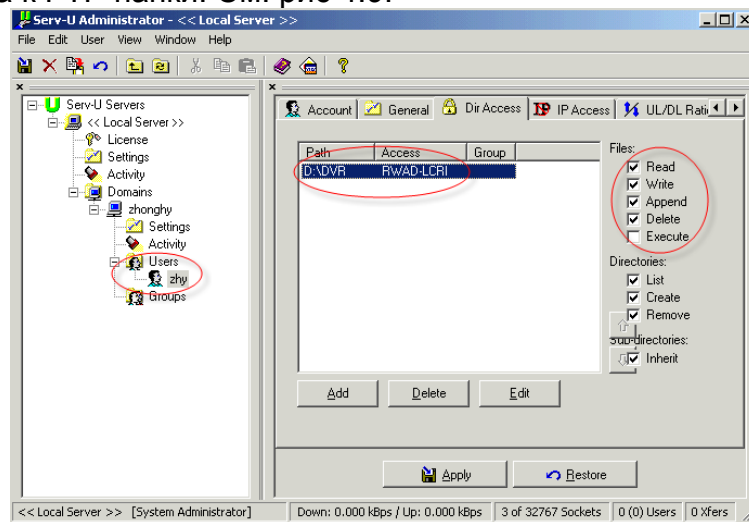 Serv-U Administrator - << Local Server >>
File Edit User View Window Help
Serv-U Servers
<< Local Server >>
License
Settings
Activity
Domains
zhonghy
Settings
Activity
Users
zhy
Groups
Account General Dir Access IP Access UL/DL Rati
Path Access Group
D:\DVR RWAD-LCRI
Files:
Read
Write
Append
Delete
Execute
Directories:
List
Create
Remove
Sub-directories:
Inherit
Add Delete Edit
Apply Restore
<< Local Server >> [System Administrator] Down: 0.000 kBps / Up: 0.000 kBps 3 of 32767 Sockets 0 (0) Users 0 Xfers